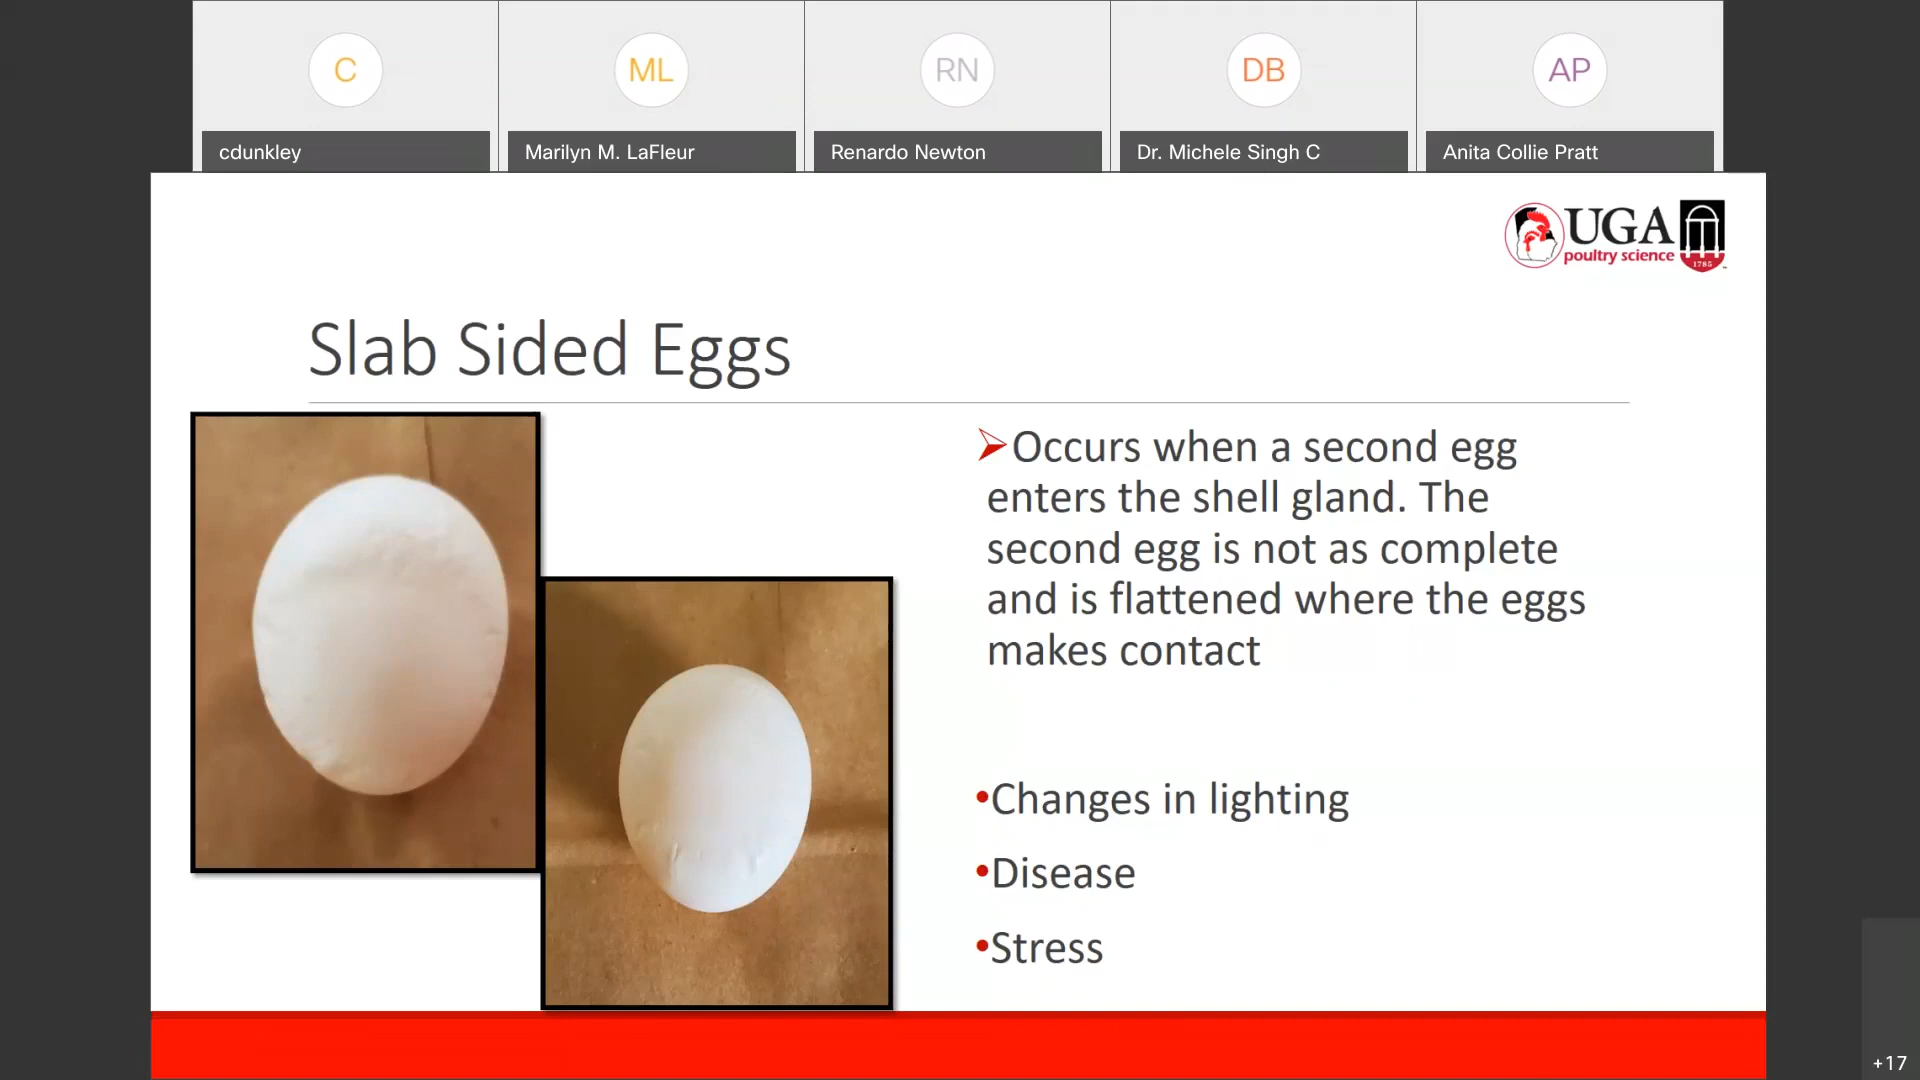 C
ML
RN
DB
AP
cdunkley
Marilyn M. LaFleur
Renardo Newton
Dr. Michele Singh C
Anita Collie Pratt
UGA
poultry science
1785
Slab Sided Eggs
Occurs when a second egg
enters the shell gland. The
second egg is not as complete
and is flattened where the eggs
makes contact
•Changes in lighting
•Disease
•Stress
+17